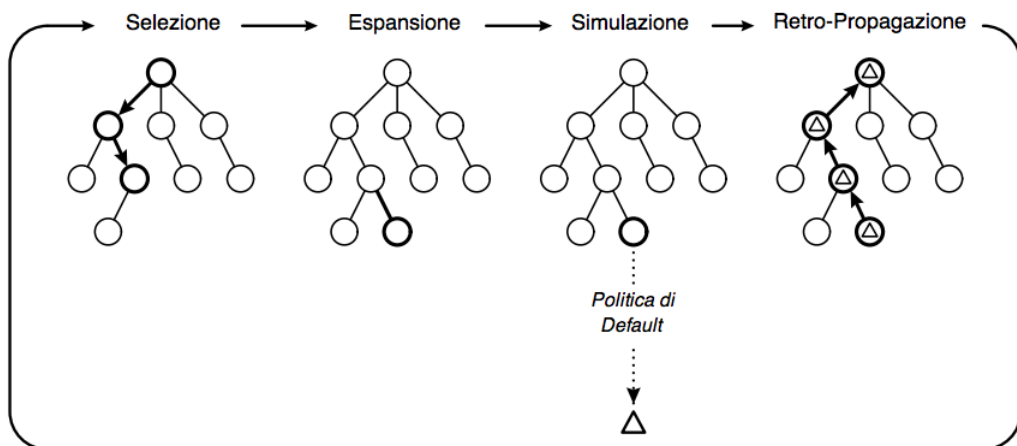 Selezione
Espansione
Simulazione
Retro-Propagazione
Politica di
Default